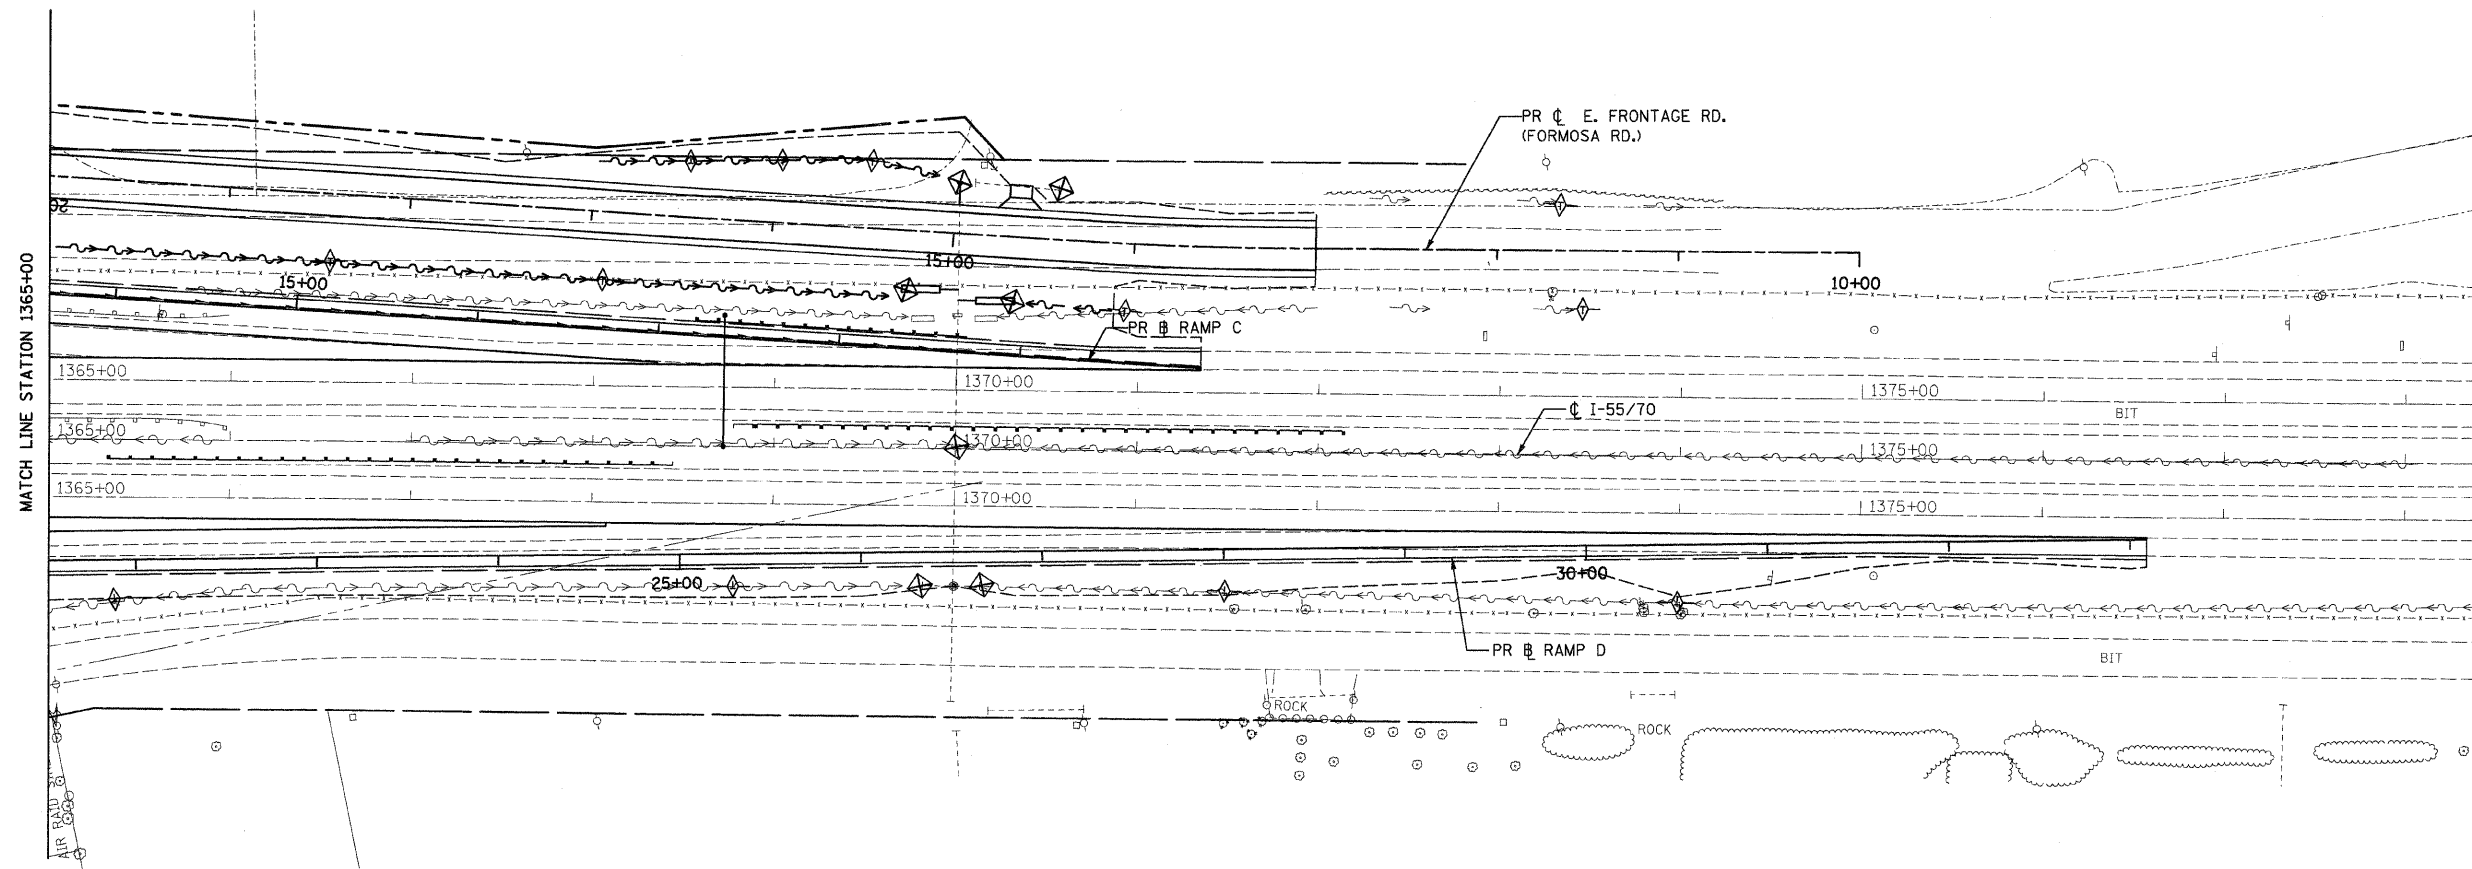 MATCH LINE STATION 1365+00
PR ℄ E. FRONTAGE RD.
(FORMOSA RD.)
20
15+00
15+00
10+00
PR ⅊ RAMP C
1365+00
1370+00
1375+00
℄ I-55/70
BIT
1365+00
1370+00
1375+00
1365+00
1370+00
1375+00
25+00
30+00
PR ⅊ RAMP D
BIT
ROCK
ROCK
AIR RAID